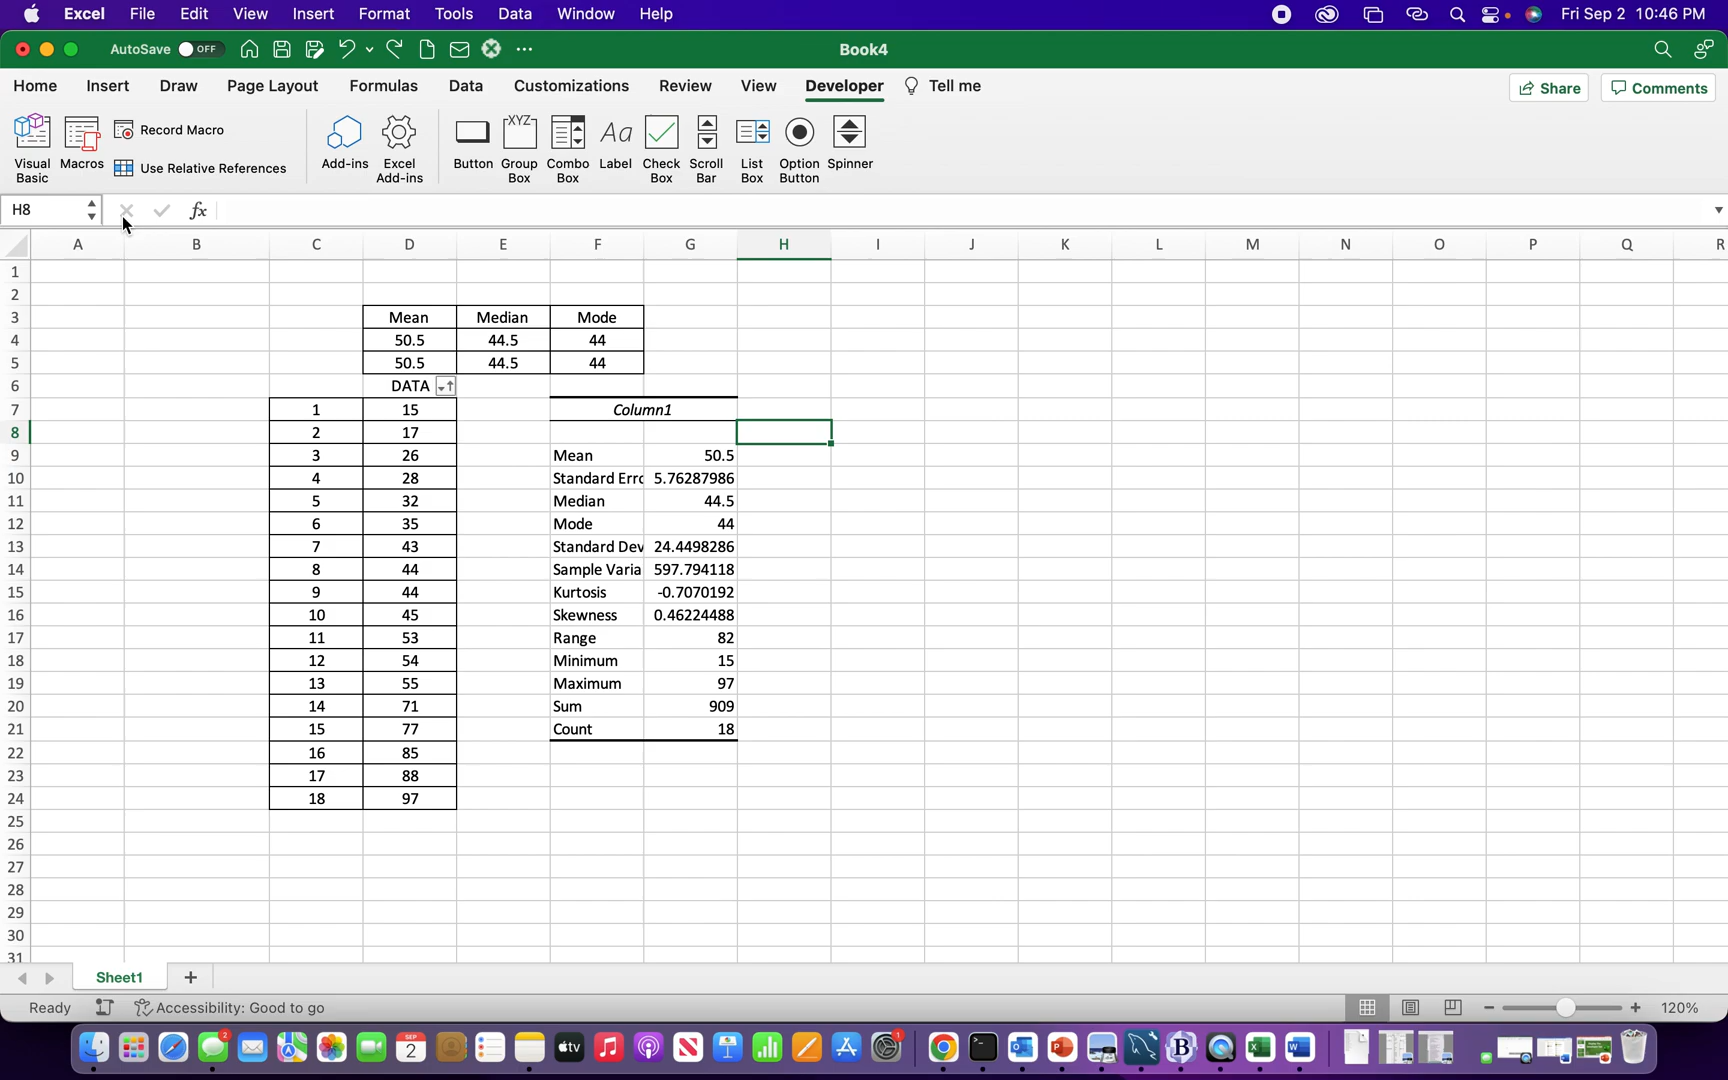 Excel File Edit View Insert Format Tools Data Window Help Fri Sep 2 10:46 PM
AutoSave OFF Book4
Home Insert Draw Page Layout Formulas Data Customizations Review View Developer Tell me Share Comments
Visual Basic
Macros
Record Macro
Use Relative References
Add-ins
Excel Add-ins
Button
XYZ
Group Box
Combo Box
Aa
Label
Check Box
Scroll Bar
List Box
Option Button
Spinner
H8 fx
A B C D E F G H I J K L M N O P Q R
1
2
3 Mean Median Mode
4 50.5 44.5 44
5 50.5 44.5 44
6 DATA
7 1 15 Column1
8 2 17
9 3 26 Mean 50.5
10 4 28 Standard Erro 5.76287986
11 5 32 Median 44.5
12 6 35 Mode 44
13 7 43 Standard Dev 24.4498286
14 8 44 Sample Varia 597.794118
15 9 44 Kurtosis -0.7070192
16 10 45 Skewness 0.46224488
17 11 53 Range 82
18 12 54 Minimum 15
19 13 55 Maximum 97
20 14 71 Sum 909
21 15 77 Count 18
22 16 85
23 17 88
24 18 97
25
26
27
28
29
30
31
Sheet1 +
Ready Accessibility: Good to go 120%
2 SEP 2 tv 1